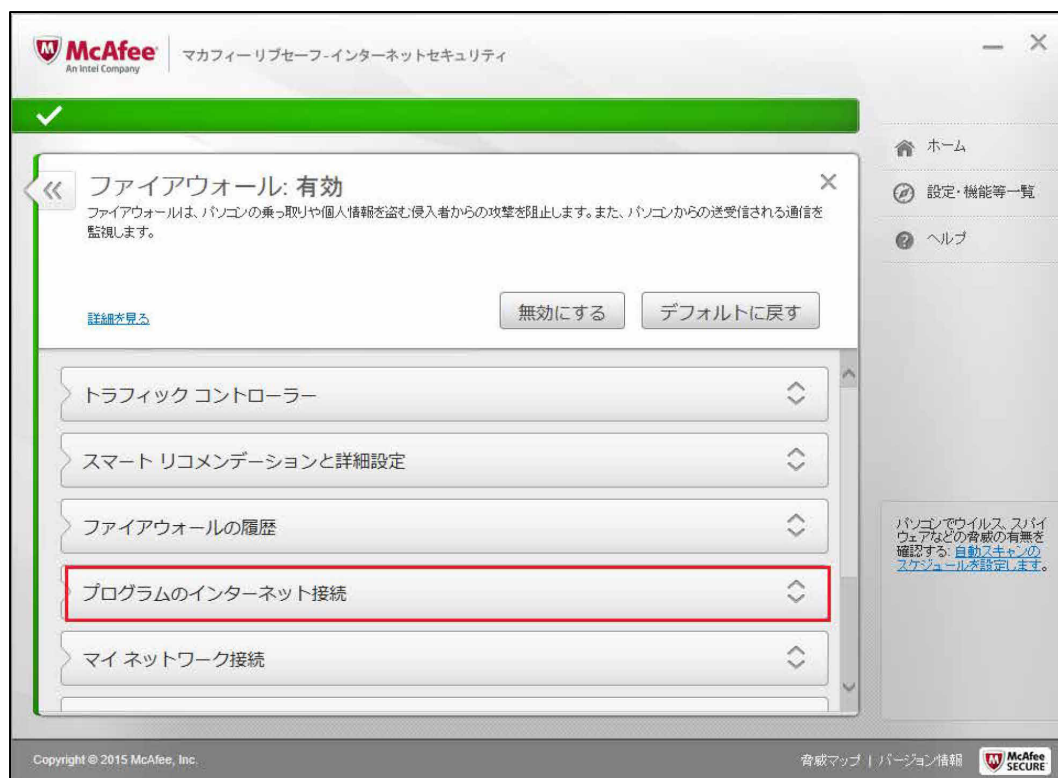 McAfee
An Intel Company
マカフィーリブセーフ-インターネットセキュリティ
ファイアウォール: 有効
ファイアウォールは、パソコンの乗っ取りや個人情報を盗む侵入者からの攻撃を阻止します。また、パソコンからの送受信される通信を
監視します。
詳細を見る
無効にする
デフォルトに戻す
トラフィック コントローラー
スマート リコメンデーションと詳細設定
ファイアウォールの履歴
プログラムのインターネット接続
マイ ネットワーク接続
ホーム
設定・機能等一覧
ヘルプ
パソコンでウイルス、スパイ
ウェアなどの脅威の有無を
確認する: 自動スキャンの
スケジュールを設定します。
Copyright © 2015 McAfee, Inc.
脅威マップ | バージョン情報
McAfee
SECURE